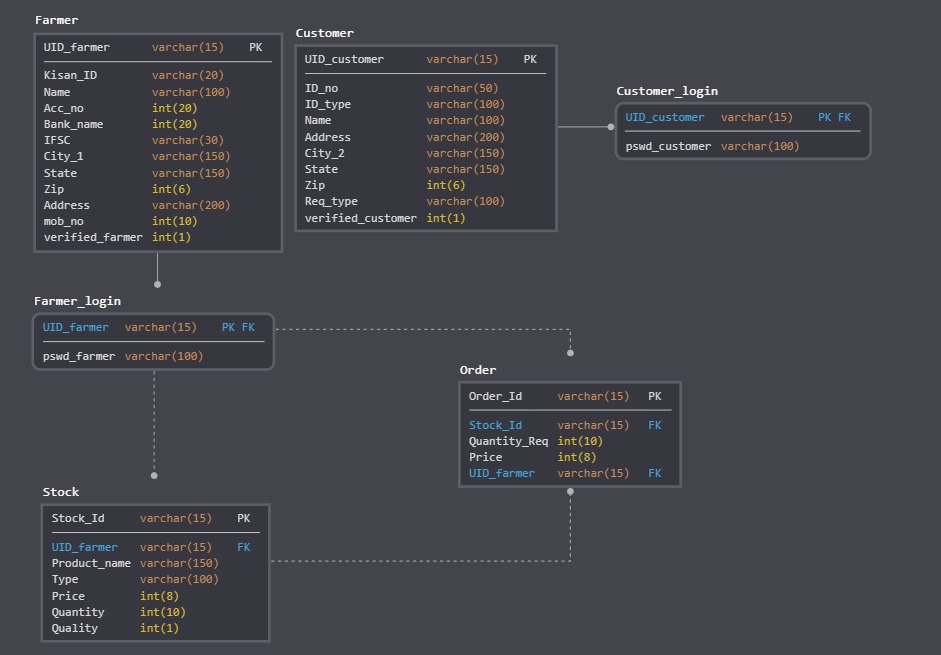 Farmer
UID_farmer varchar(15) PK
Kisan_ID varchar(20)
Name varchar(100)
Acc_no int(20)
Bank_name int(20)
IFSC varchar(30)
City_1 varchar(150)
State varchar(150)
Zip int(6)
Address varchar(200)
mob_no int(10)
verified_farmer int(1)
Customer
UID_customer varchar(15) PK
ID_no varchar(50)
ID_type varchar(100)
Name varchar(100)
Address varchar(200)
City_2 varchar(150)
State varchar(150)
Zip int(6)
Req_type varchar(100)
verified_customer int(1)
Customer_login
UID_customer varchar(15) PK FK
pswd_customer varchar(100)
Farmer_login
UID_farmer varchar(15) PK FK
pswd_farmer varchar(100)
Order
Order_Id varchar(15) PK
Stock_Id varchar(15) FK
Quantity_Req int(10)
Price int(8)
UID_farmer varchar(15) FK
Stock
Stock_Id varchar(15) PK
UID_farmer varchar(15) FK
Product_name varchar(150)
Type varchar(100)
Price int(8)
Quantity int(10)
Quality int(1)